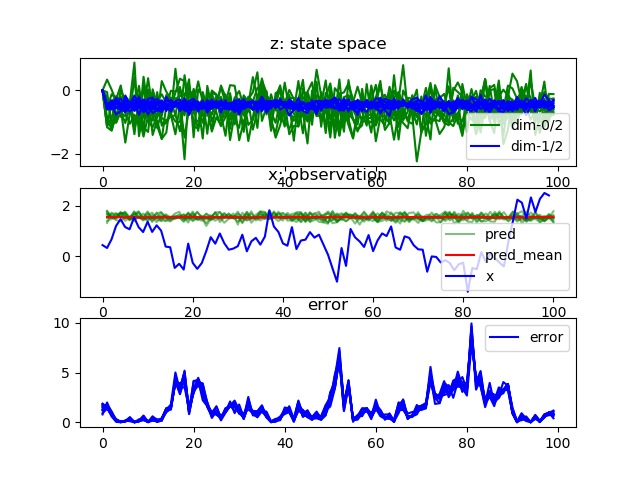 z: state space
0
−2
dim-0/2
dim-1/2
0 20 40 60 80 100
x: observation
2
0
pred
pred_mean
x
0 20 40 60 80 100
error
10
5
0
error
0 20 40 60 80 100